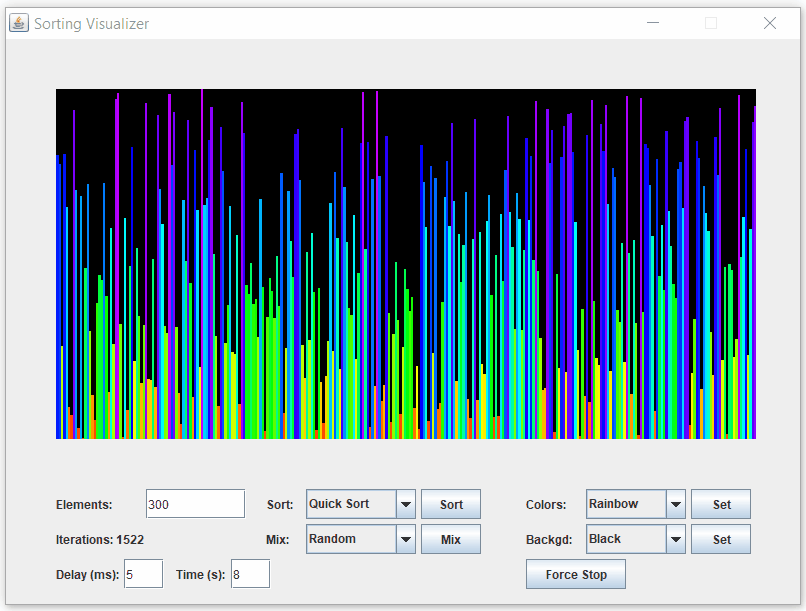 Sorting Visualizer
Elements: 300 Sort: Quick Sort Sort Colors: Rainbow Set
Iterations: 1522 Mix: Random Mix Backgd: Black Set
Delay (ms): 5 Time (s): 8 Force Stop